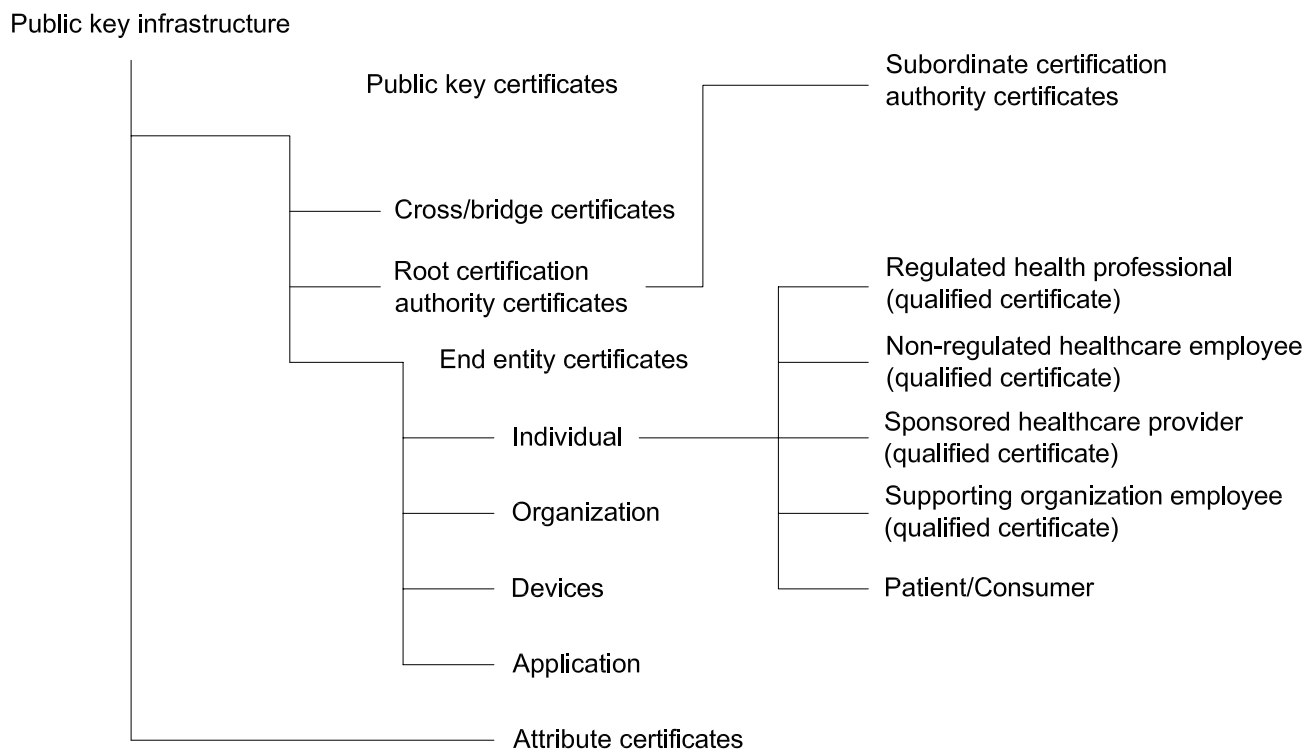 Public key infrastructure
Public key certificates
Subordinate certification
authority certificates
Cross/bridge certificates
Root certification
authority certificates
Regulated health professional
(qualified certificate)
End entity certificates
Non-regulated healthcare employee
(qualified certificate)
Individual
Sponsored healthcare provider
(qualified certificate)
Organization
Supporting organization employee
(qualified certificate)
Devices
Patient/Consumer
Application
Attribute certificates